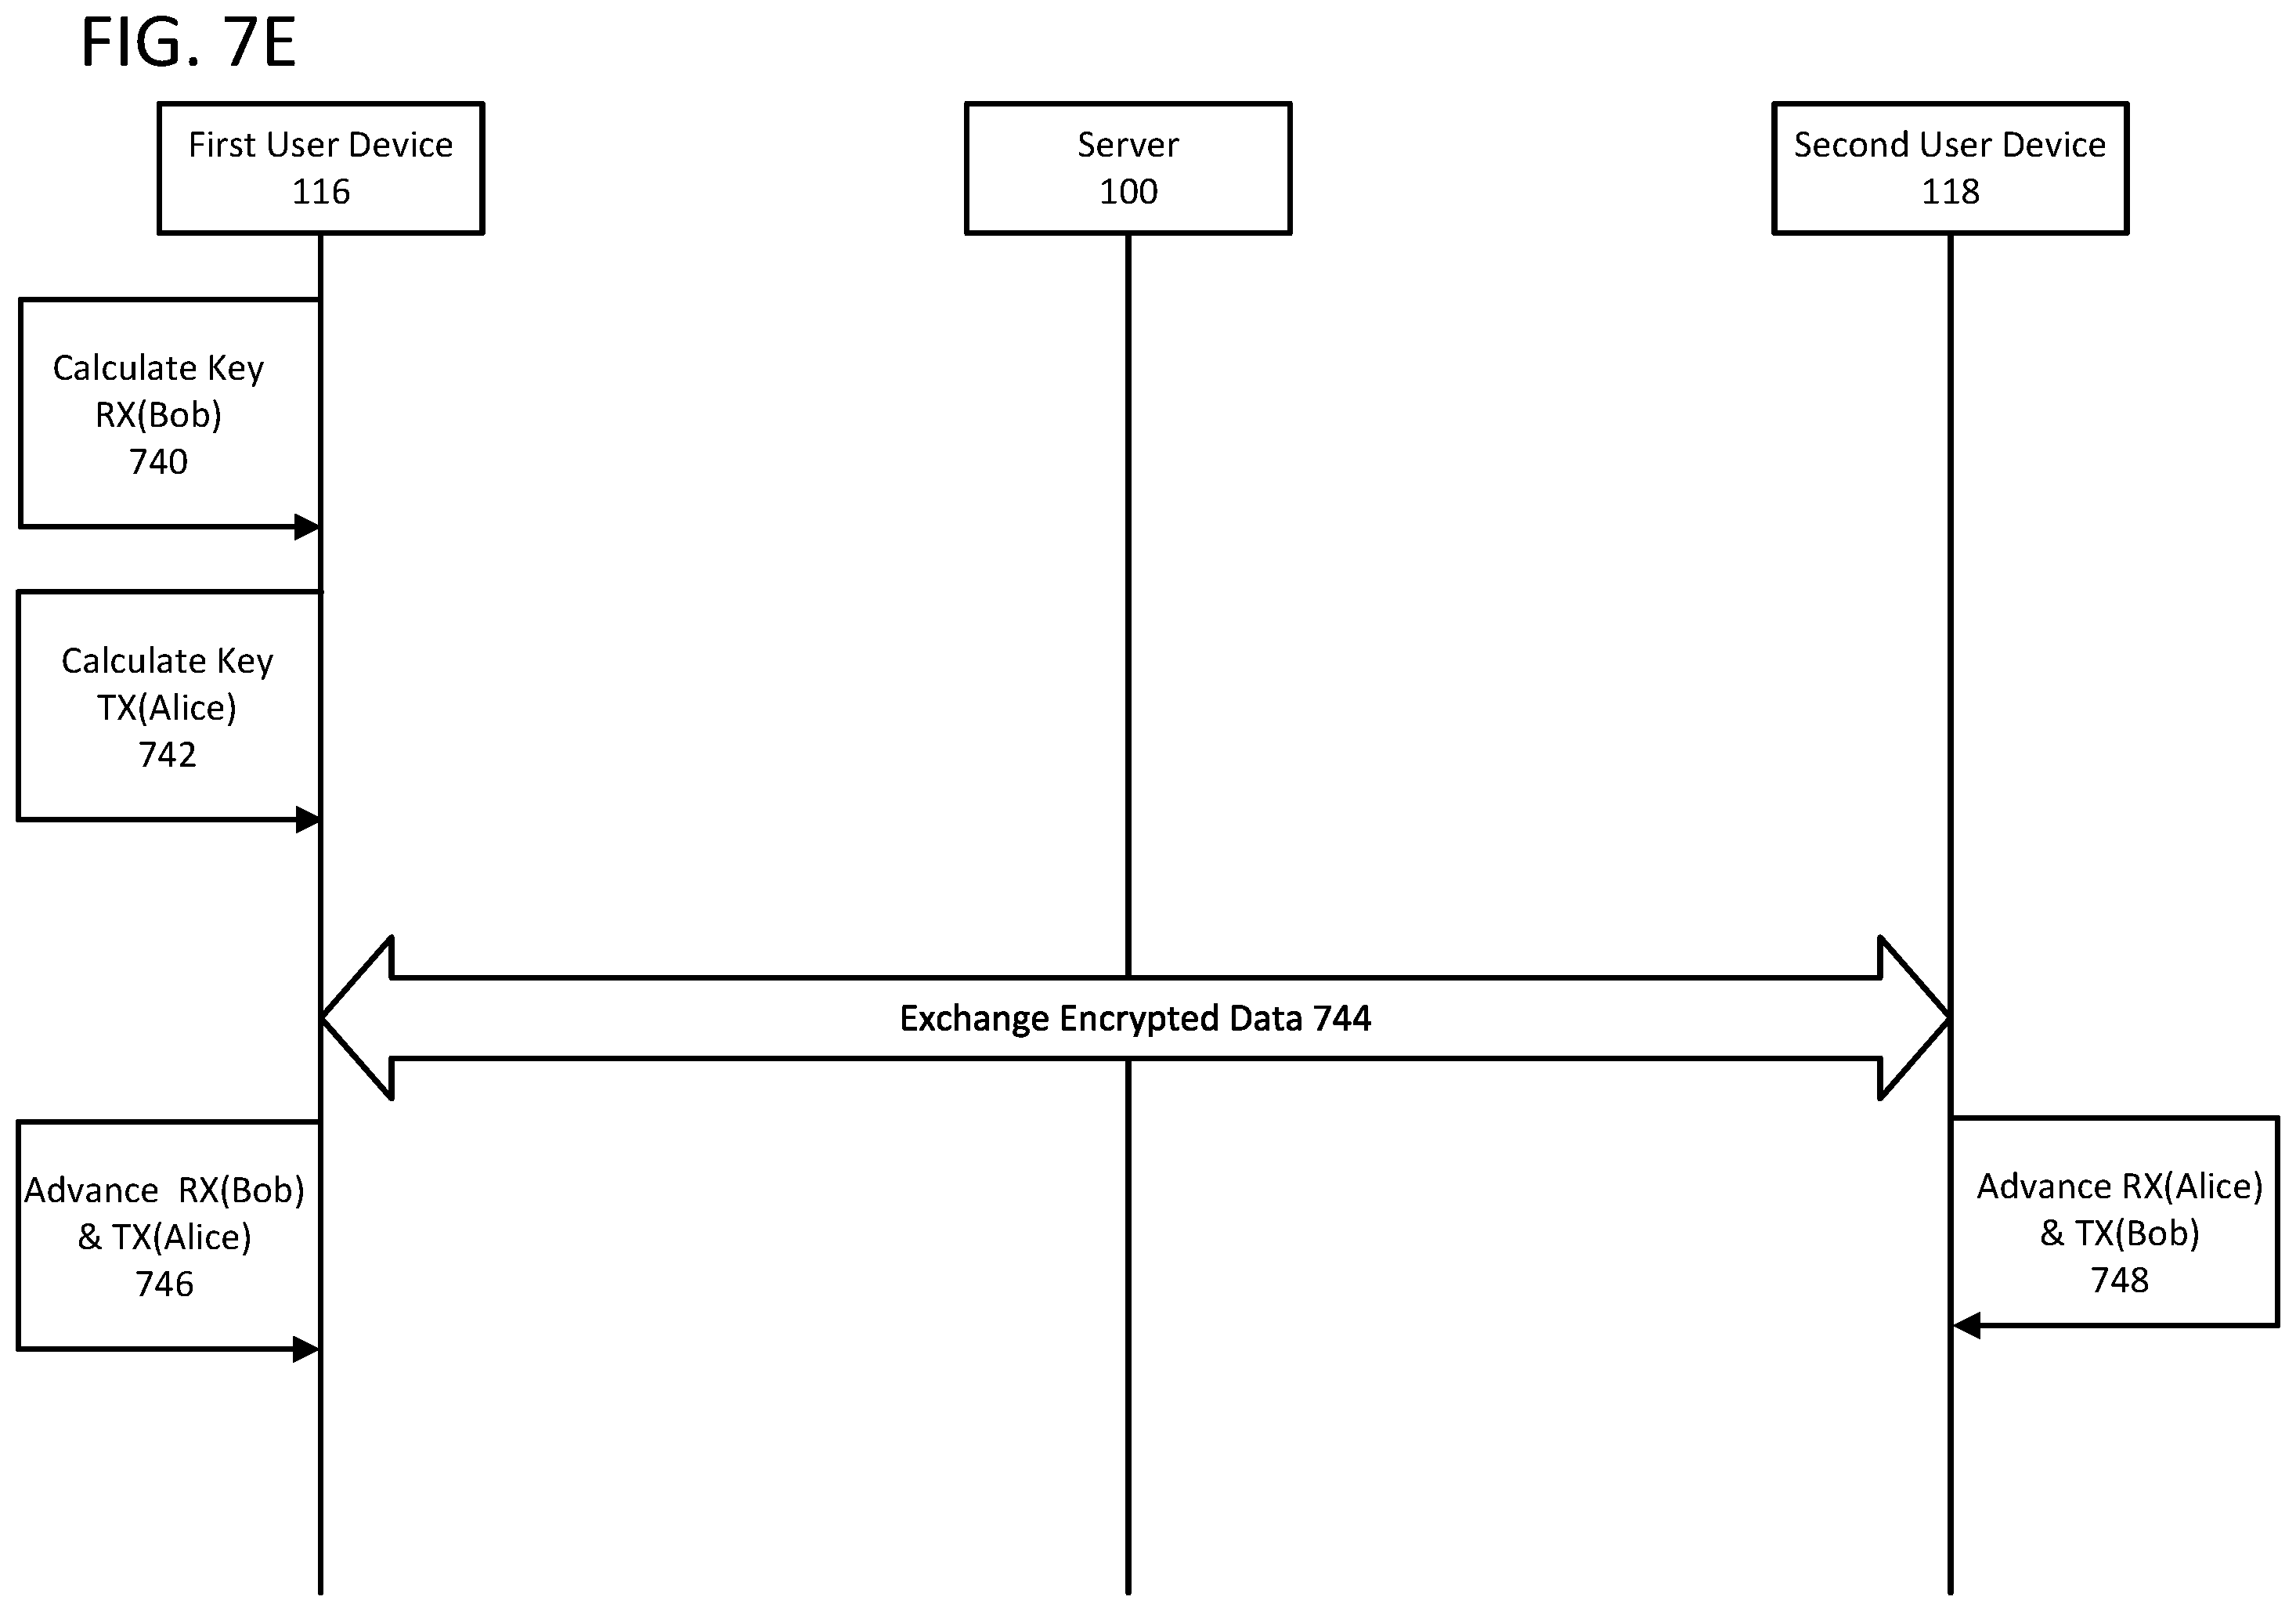 FIG. 7E
First User Device
116
Server
100
Second User Device
118
Calculate Key
RX(Bob)
740
Calculate Key
TX(Alice)
742
Exchange Encrypted Data 744
Advance RX(Bob)
& TX(Alice)
746
Advance RX(Alice)
& TX(Bob)
748